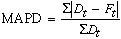 MAPD = Σ|Dt − Ft| / ΣDt